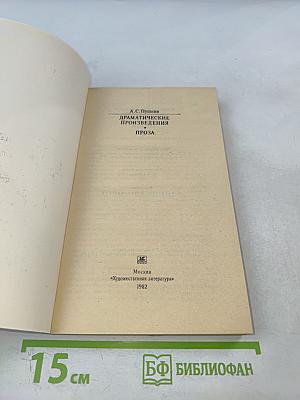 А. С. Пушкин
ДРАМАТИЧЕСКИЕ
ПРОИЗВЕДЕНИЯ
ПРОЗА
Москва
«Художественная литература»
1982
15 см
БФ БИБЛИОФАН